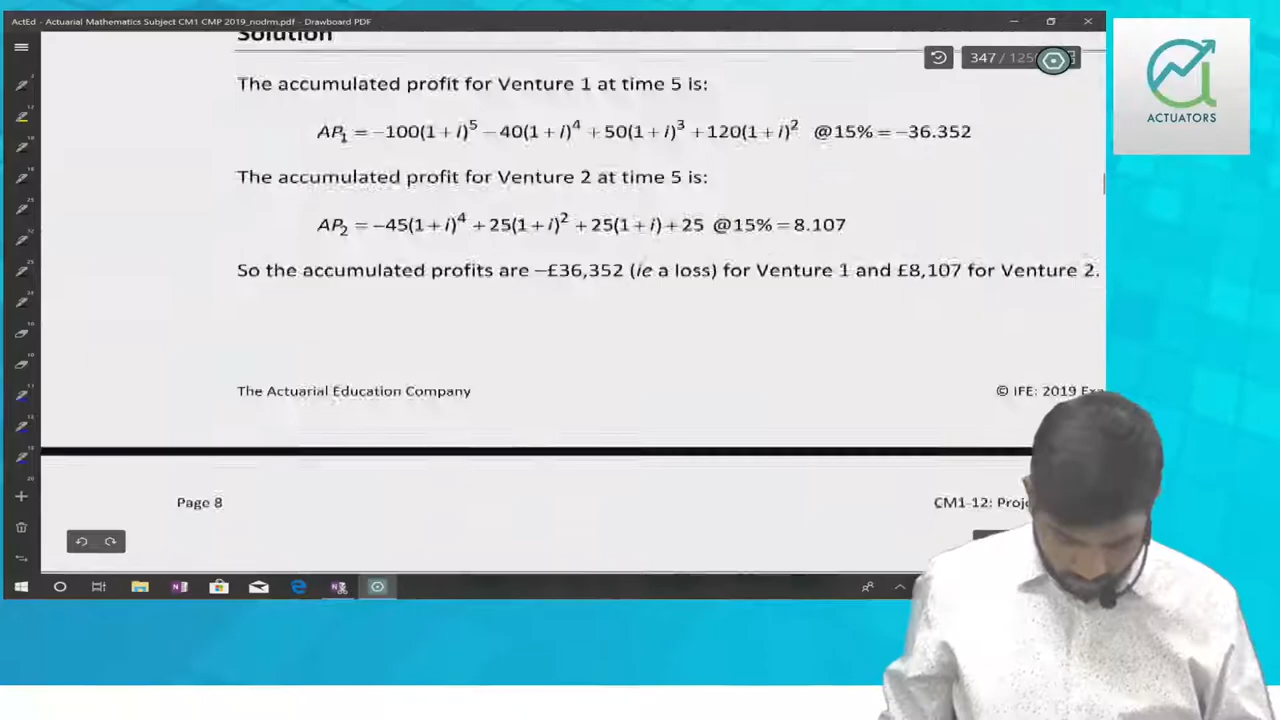 ActEd - Actuarial Mathematics Subject CM1 CMP 2019_nodrm.pdf - Drawboard PDF
Solution
347 / 125
The accumulated profit for Venture 1 at time 5 is:
AP₁ = −100(1+i)⁵ −40(1+i)⁴ +50(1+i)³ +120(1+i)² @15% = −36.352
The accumulated profit for Venture 2 at time 5 is:
AP₂ = −45(1+i)⁴ +25(1+i)² +25(1+i)+25 @15% = 8.107
So the accumulated profits are −£36,352 (ie a loss) for Venture 1 and £8,107 for Venture 2.
The Actuarial Education Company
© IFE: 2019
Page 8
CM1-12:
ACTUATORS